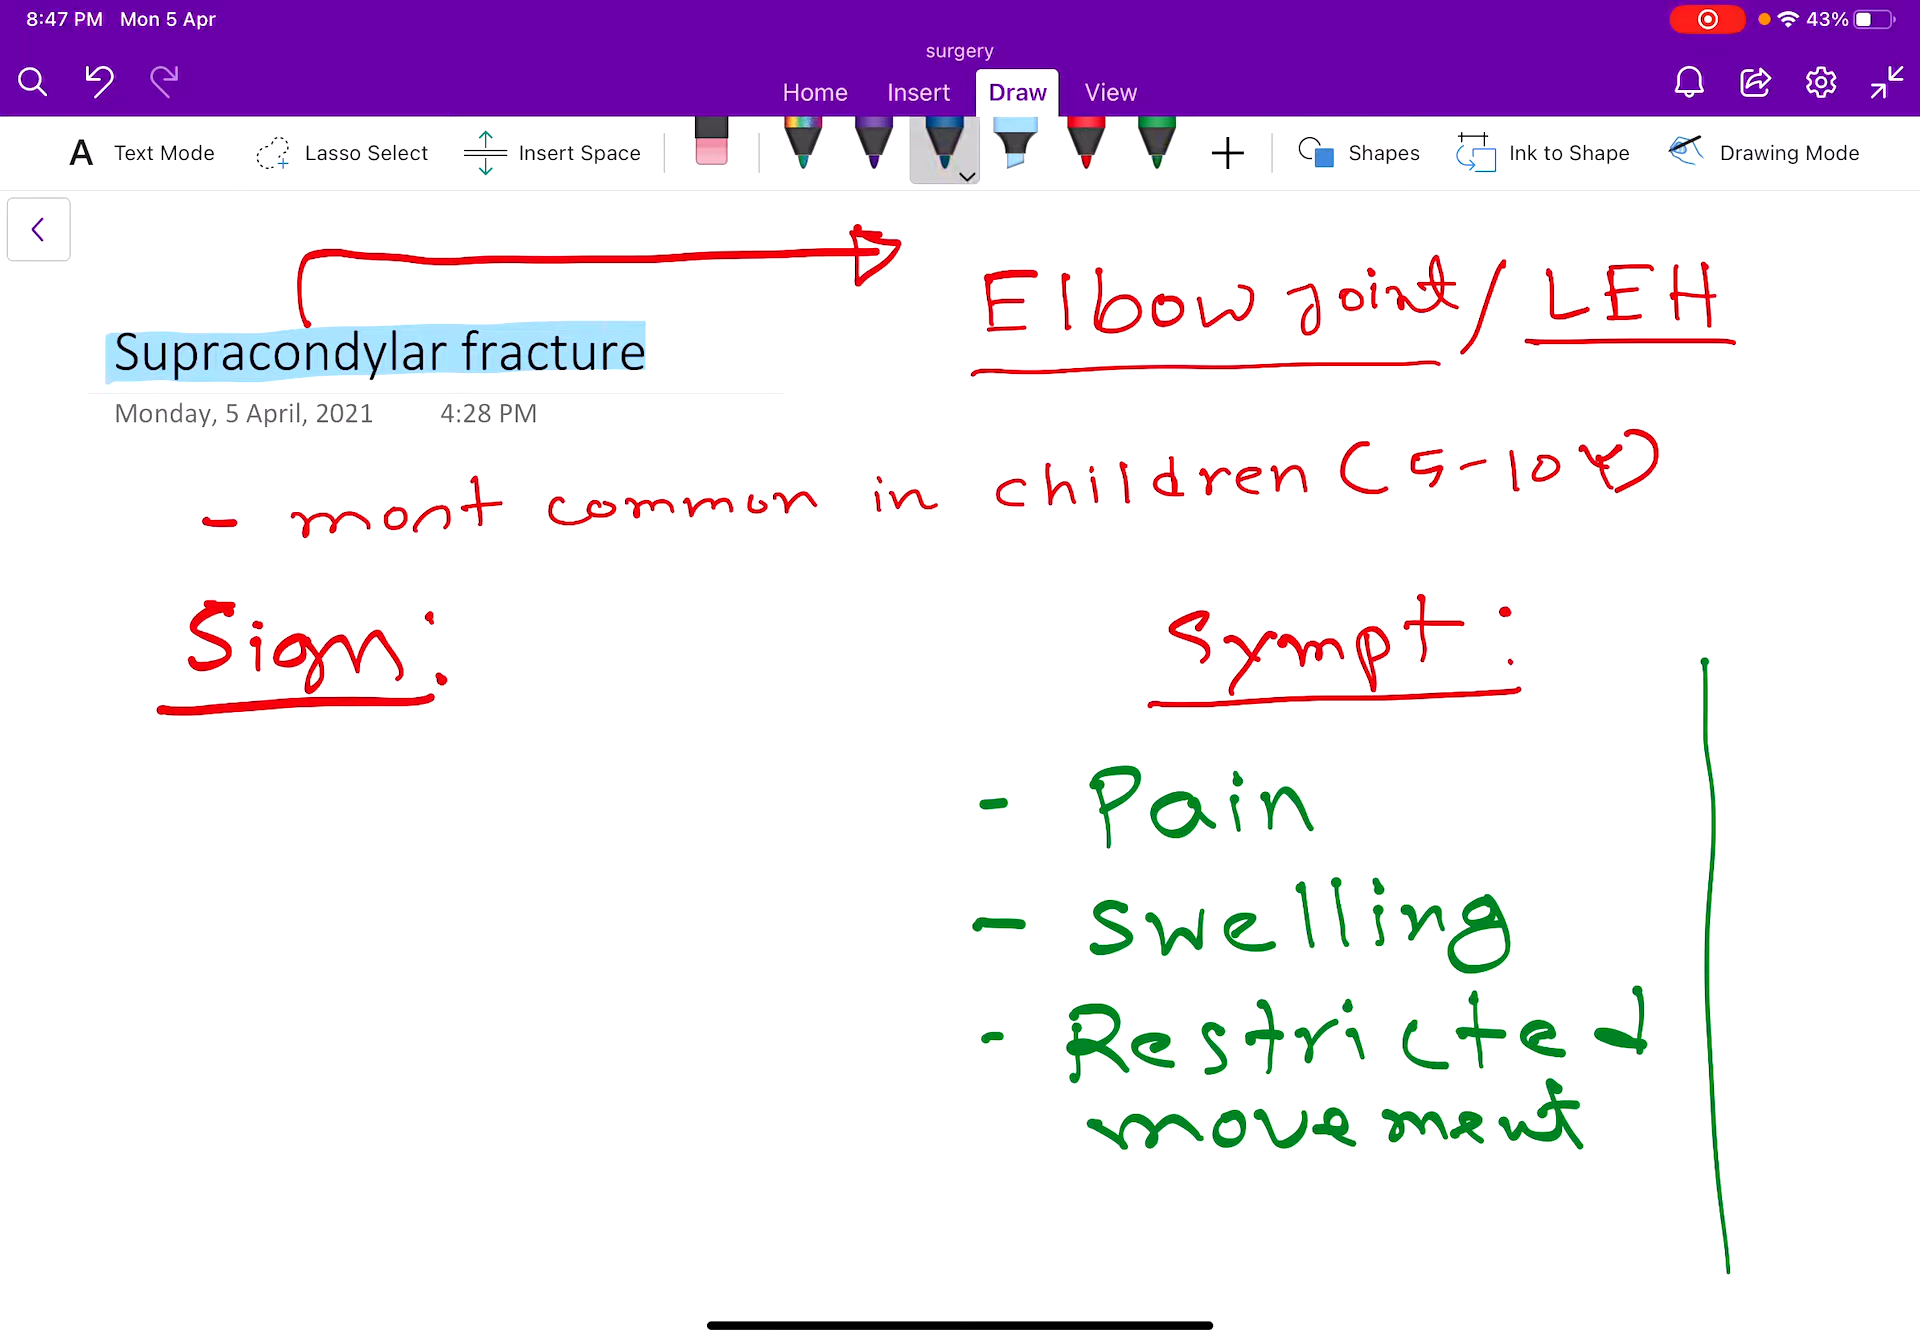 8:47 PM Mon 5 Apr
43%
surgery
Home Insert Draw View
A Text Mode Lasso Select Insert Space Shapes Ink to Shape Drawing Mode
Elbow joint / LEH
Supracondylar fracture
Monday, 5 April, 2021 4:28 PM
- most common in children (5-10 Y)
Sign: Sympt:
- Pain
- swelling
- Restricted
movement